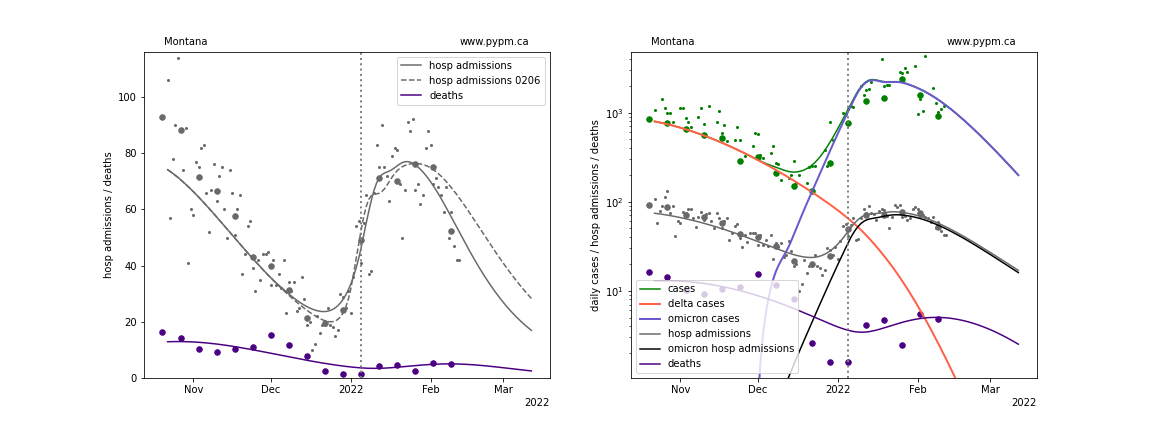 Montana
www.pypm.ca
hosp admissions
hosp admissions 0206
deaths
hosp admissions / deaths
100
80
60
40
20
0
Nov
Dec
2022
Feb
Mar
2022
Montana
www.pypm.ca
daily cases / hosp admissions / deaths
10³
10²
10¹
cases
delta cases
omicron cases
hosp admissions
omicron hosp admissions
deaths
Nov
Dec
2022
Feb
Mar
2022